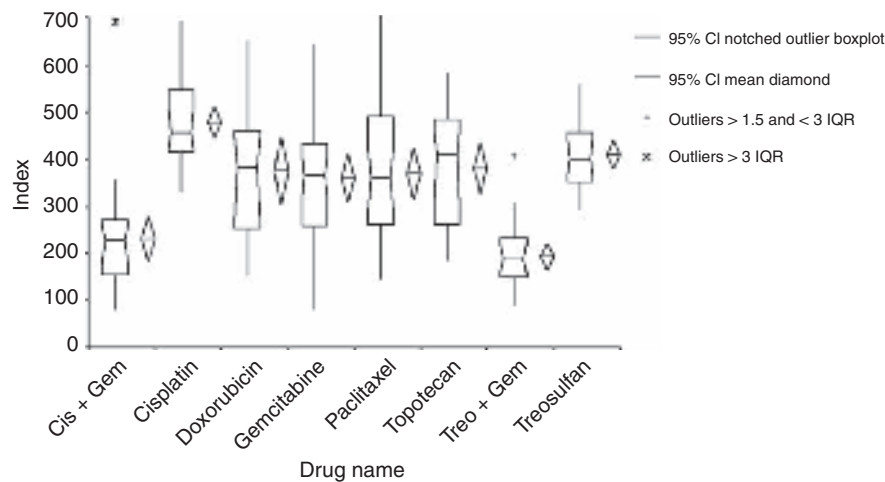 700
600
500
400
300
200
100
0
Index
Cis + Gem
Cisplatin
Doxorubicin
Gemcitabine
Paclitaxel
Topotecan
Treo + Gem
Treosulfan
Drug name
95% CI notched outlier boxplot
95% CI mean diamond
Outliers > 1.5 and < 3 IQR
Outliers > 3 IQR